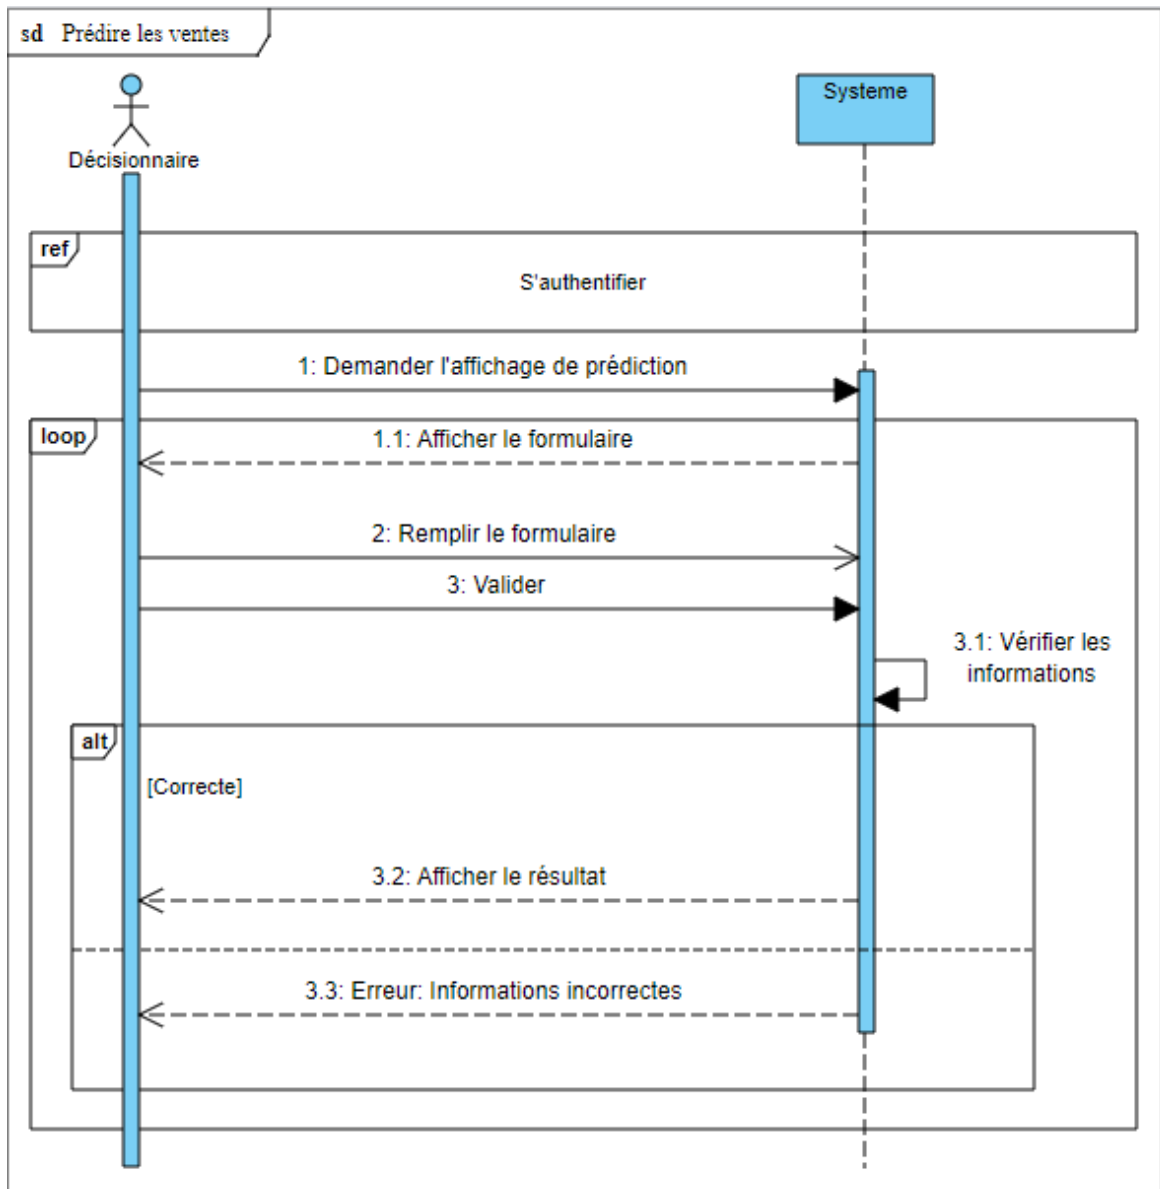 sd Prédire les ventes
Systeme
Décisionnaire
ref
S'authentifier
1: Demander l'affichage de prédiction
loop
1.1: Afficher le formulaire
2: Remplir le formulaire
3: Valider
3.1: Vérifier les
informations
alt
[Correcte]
3.2: Afficher le résultat
3.3: Erreur: Informations incorrectes